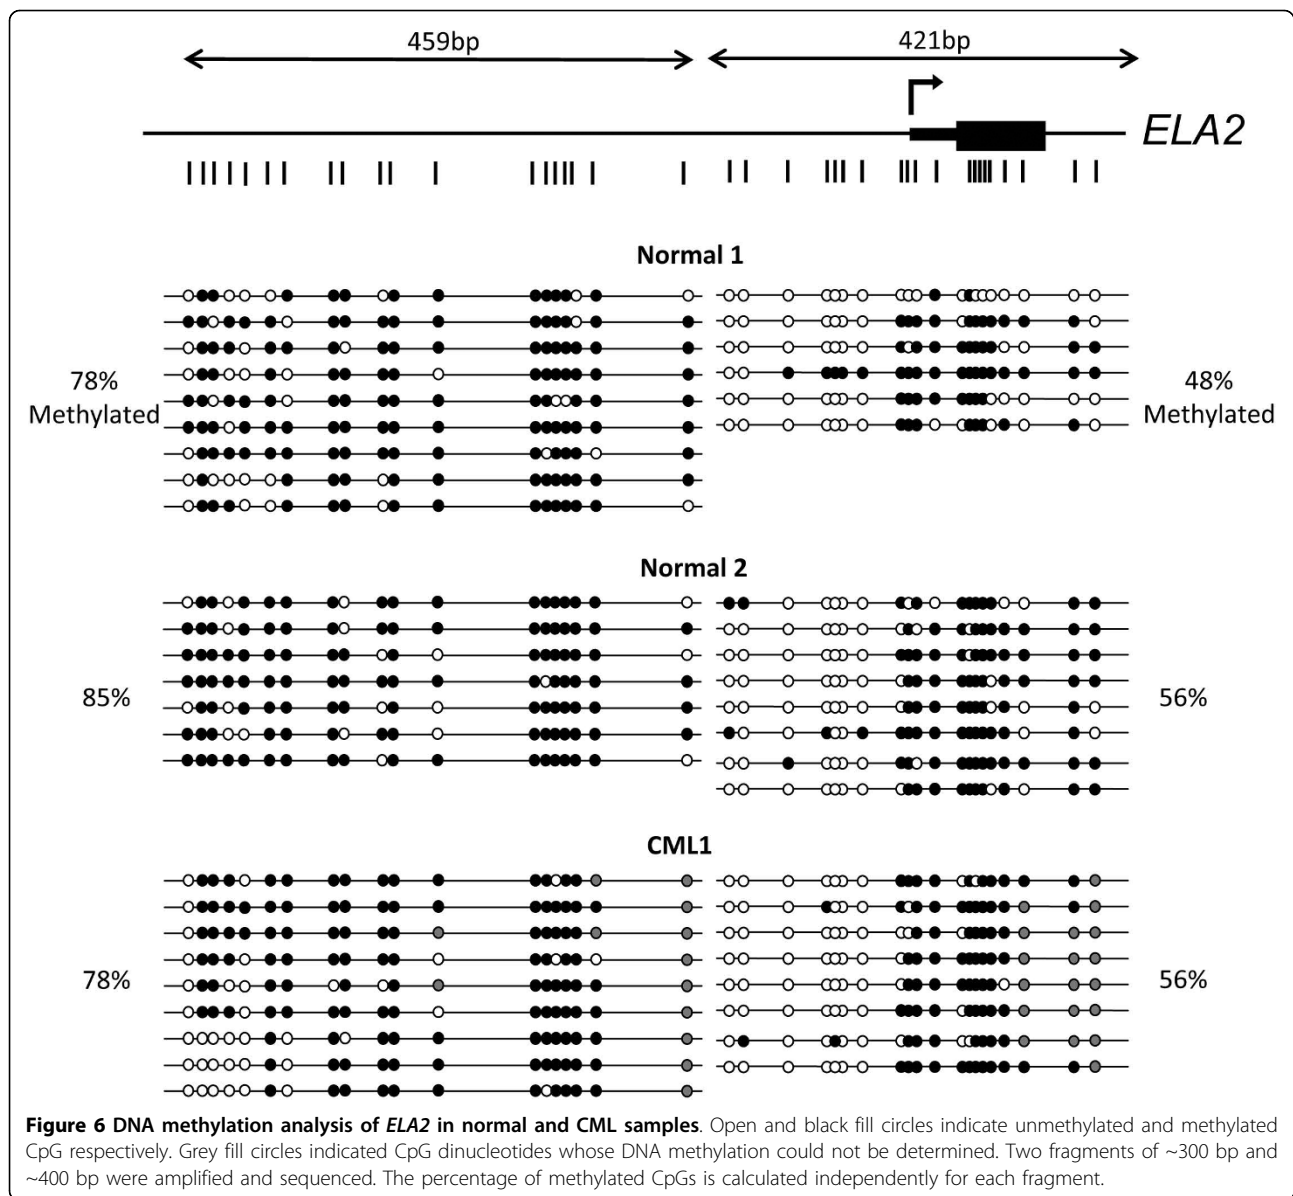 459bp
421bp
ELA2
Normal 1
78%
Methylated
48%
Methylated
Normal 2
85%
56%
CML1
78%
56%
Figure 6 DNA methylation analysis of ELA2 in normal and CML samples. Open and black fill circles indicate unmethylated and methylated
CpG respectively. Grey fill circles indicated CpG dinucleotides whose DNA methylation could not be determined. Two fragments of ~300 bp and
~400 bp were amplified and sequenced. The percentage of methylated CpGs is calculated independently for each fragment.